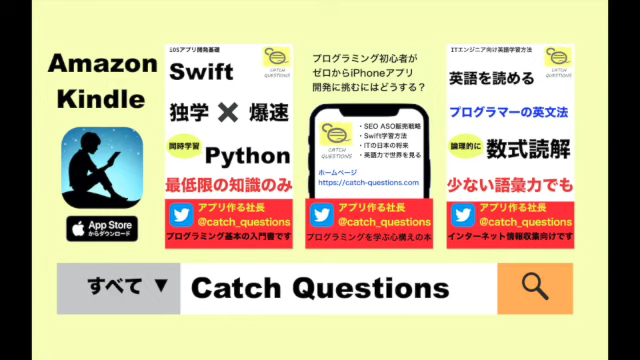 Amazon
Kindle
App Store
からダウンロード
iOSアプリ開発基礎
CATCH
QUESTIONS
Swift
独学 ✖ 爆速
同時学習
Python
最低限の知識のみ
アプリ作る社長
@catch_questions
プログラミング基本の入門書です
プログラミング初心者が
ゼロからiPhoneアプリ
開発に挑むにはどうする？
CATCH
QUESTIONS
・SEO ASO販売戦略
・Swift学習方法
・ITの日本の将来
・英語力で世界を見る
ホームページ
https://catch-questions.com
アプリ作る社長
@catch_questions
プログラミングを学ぶ心構えの本
ITエンジニア向け英語学習方法
CATCH
QUESTIONS
英語を読める
プログラマーの英文法
論理的に
数式読解
少ない語彙力でも
アプリ作る社長
@catch_questions
インターネット情報収集向けです
すべて ▼
Catch Questions